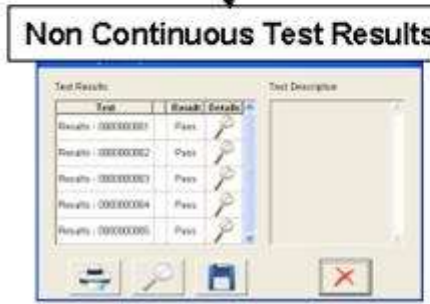 Non Continuous Test Results
Test Results Test Description
Test Result Details
Results - 0000000001 Pass
Results - 0000000002 Pass
Results - 0000000003 Pass
Results - 0000000004 Pass
Results - 0000000005 Pass